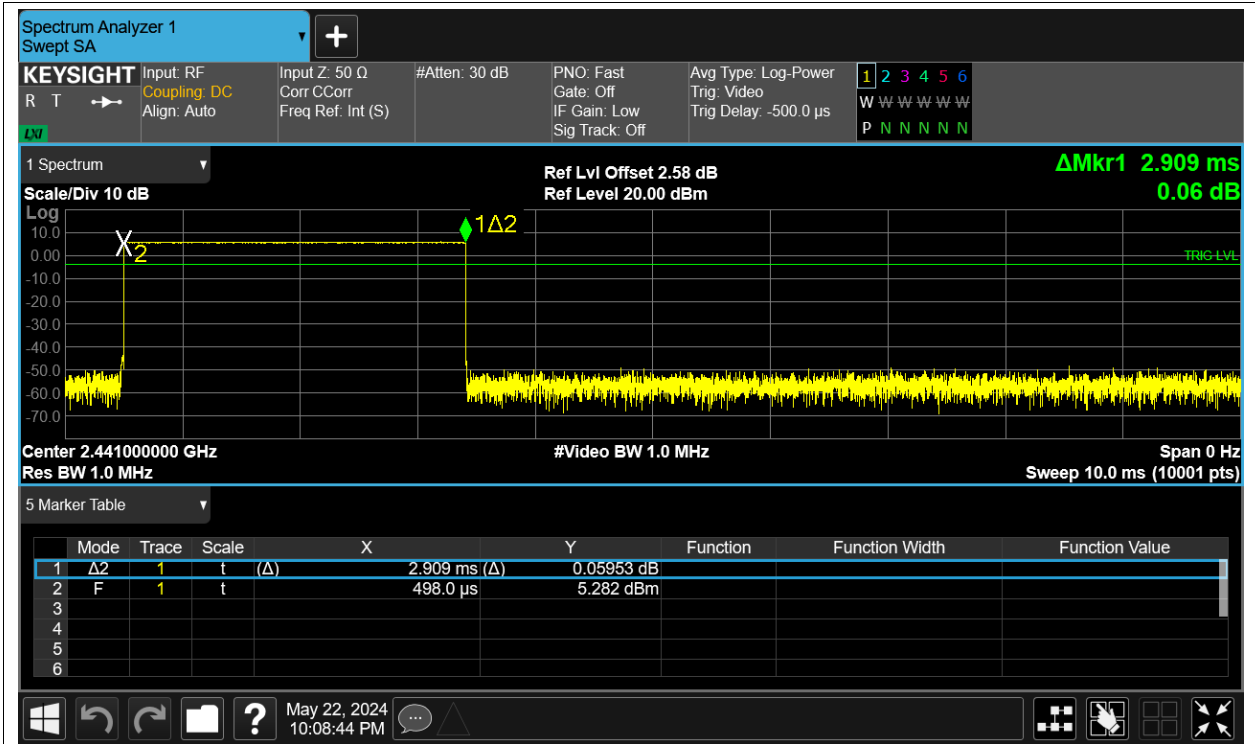 Spectrum Analyzer 1
Swept SA
KEYSIGHT
R T
LXI
Input: RF
Coupling: DC
Align: Auto
Input Z: 50 Ω
Corr CCorr
Freq Ref: Int (S)
#Atten: 30 dB
PNO: Fast
Gate: Off
IF Gain: Low
Sig Track: Off
Avg Type: Log-Power
Trig: Video
Trig Delay: -500.0 µs
1 2 3 4 5 6
W W W W W W
P N N N N N
1 Spectrum
Scale/Div 10 dB
Ref Lvl Offset 2.58 dB
Ref Level 20.00 dBm
ΔMkr1 2.909 ms
0.06 dB
Log
10.0
0.00
-10.0
-20.0
-30.0
-40.0
-50.0
-60.0
-70.0
2
1Δ2
TRIG LVL
Center 2.441000000 GHz
Res BW 1.0 MHz
#Video BW 1.0 MHz
Span 0 Hz
Sweep 10.0 ms (10001 pts)
5 Marker Table
Mode Trace Scale X Y Function Function Width Function Value
1 Δ2 1 t (Δ) 2.909 ms (Δ) 0.05953 dB
2 F 1 t 498.0 µs 5.282 dBm
3
4
5
6
?
May 22, 2024
10:08:44 PM